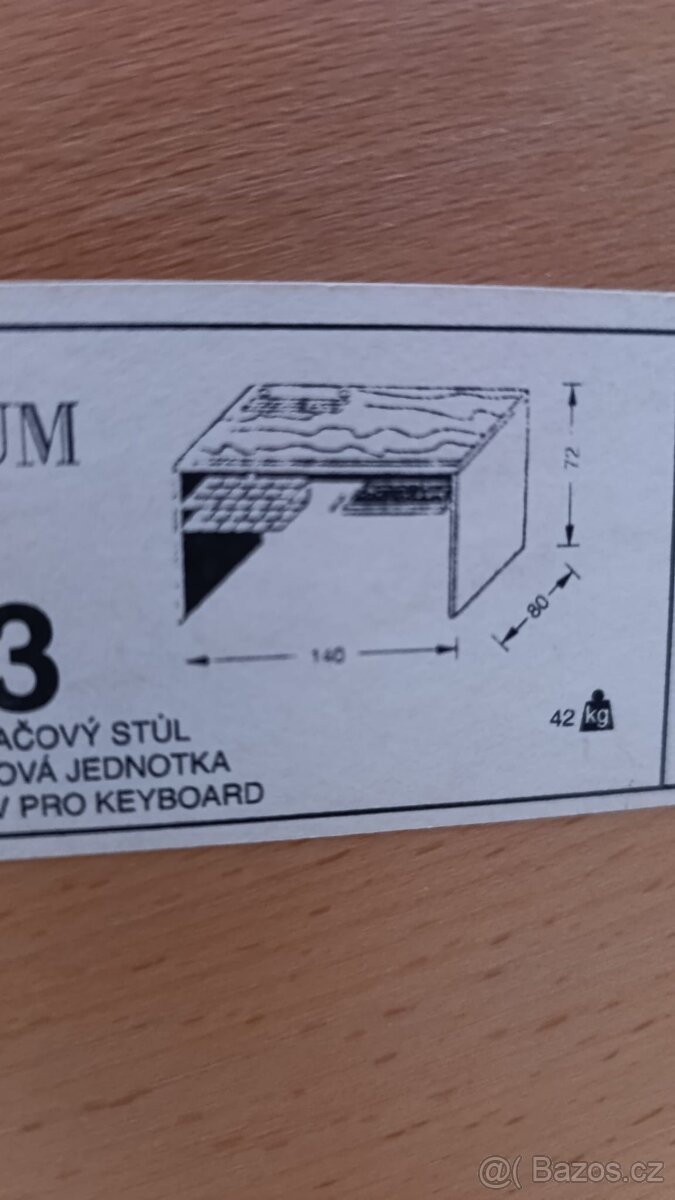 UM
72
80
140
3
42 kg
AČOVÝ STŮL
OVÁ JEDNOTKA
V PRO KEYBOARD
@( Bazos.cz